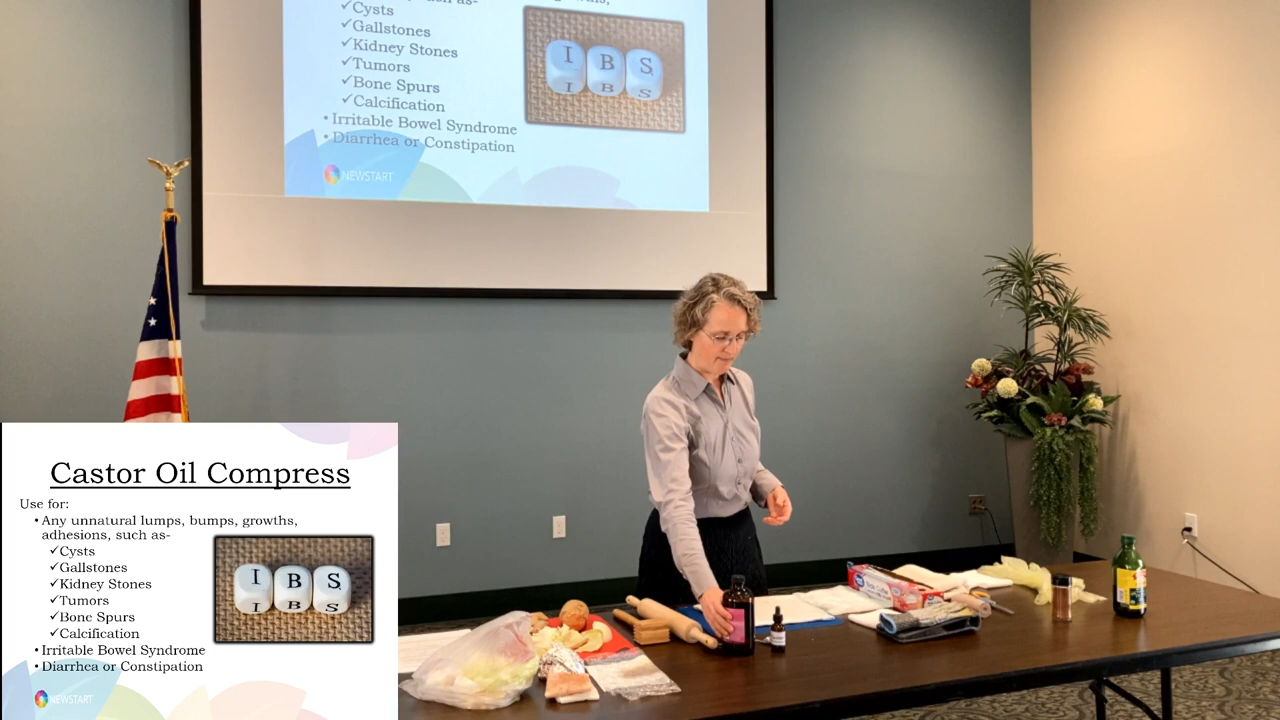 such as-
✓Cysts
✓Gallstones
✓Kidney Stones
✓Tumors
✓Bone Spurs
✓Calcification
• Irritable Bowel Syndrome
• Diarrhea or Constipation
I B S
I B S
NEWSTART
Castor Oil Compress
Use for:
• Any unnatural lumps, bumps, growths,
adhesions, such as-
✓Cysts
✓Gallstones
✓Kidney Stones
✓Tumors
✓Bone Spurs
✓Calcification
• Irritable Bowel Syndrome
• Diarrhea or Constipation
I B S
I B S
NEWSTART